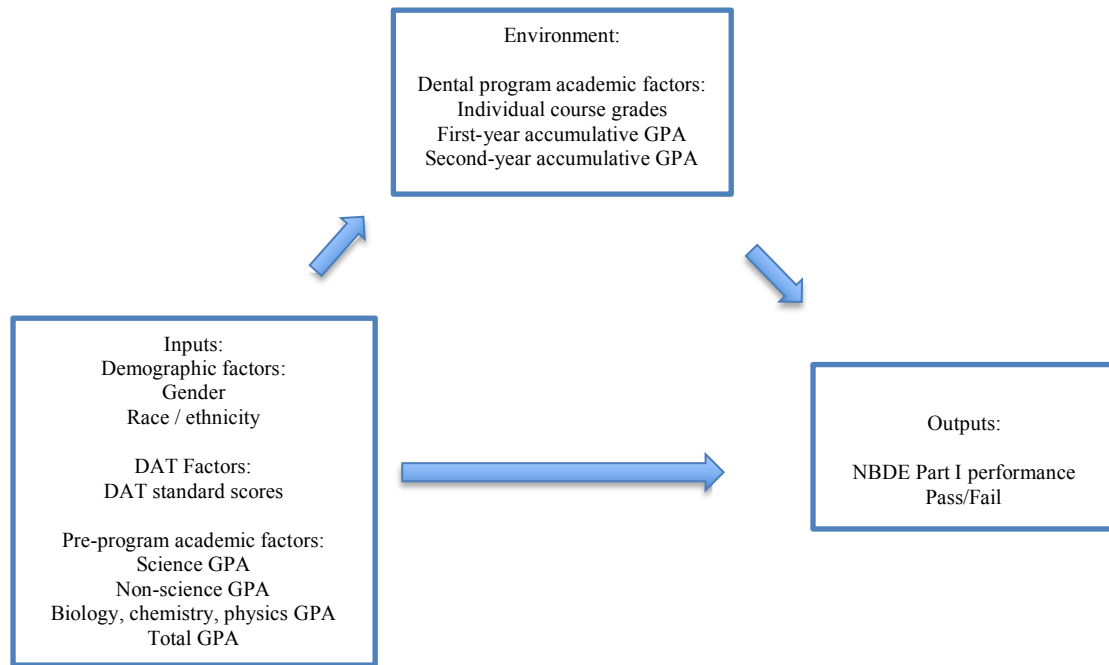 Environment:
Dental program academic factors:
Individual course grades
First-year accumulative GPA
Second-year accumulative GPA
Inputs:
Demographic factors:
Gender
Race / ethnicity
DAT Factors:
DAT standard scores
Pre-program academic factors:
Science GPA
Non-science GPA
Biology, chemistry, physics GPA
Total GPA
Outputs:
NBDE Part I performance
Pass/Fail